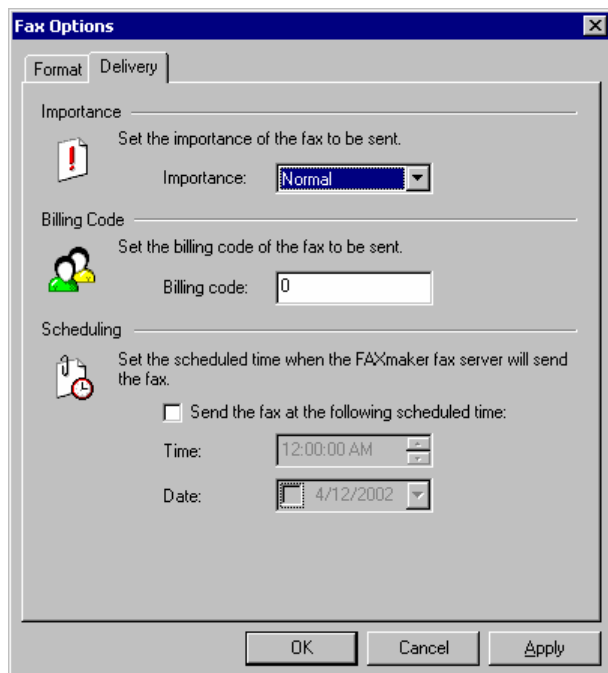 Fax Options
Format Delivery
Importance
Set the importance of the fax to be sent.
Importance: Normal
Billing Code
Set the billing code of the fax to be sent.
Billing code: 0
Scheduling
Set the scheduled time when the FAXmaker fax server will send
the fax.
Send the fax at the following scheduled time:
Time: 12:00:00 AM
Date: 4/12/2002
OK Cancel Apply